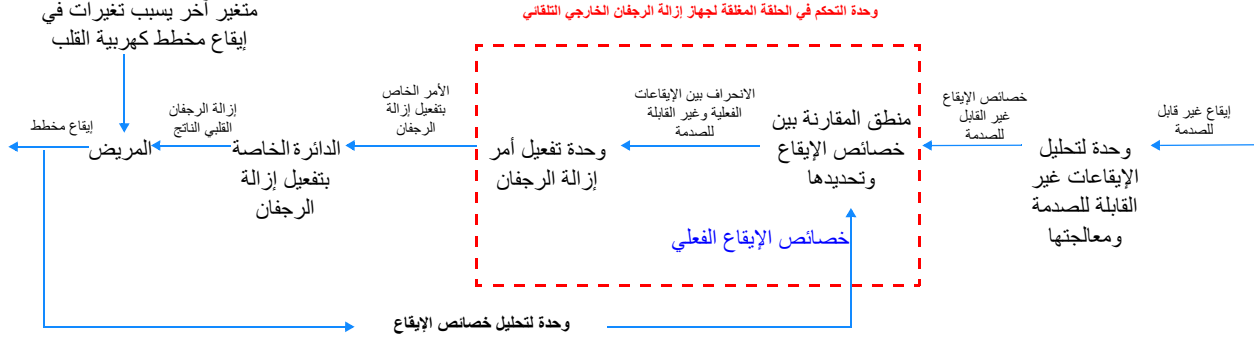 وحدة التحكم في الحلقة المغلقة لجهاز إزالة الرجفان الخارجي التلقائي
إيقاع غير قابل
للصدمة
وحدة لتحليل
الإيقاعات غير
القابلة للصدمة
ومعالجتها
خصائص الإيقاع
غير القابل
للصدمة
منطق المقارنة بين
خصائص الإيقاع
وتحديدها
الانحراف بين الإيقاعات
الفعلية وغير القابلة
للصدمة
وحدة تفعيل أمر
إزالة الرجفان
خصائص الإيقاع الفعلي
الأمر الخاص
بتفعيل إزالة
الرجفان
الدائرة الخاصة
بتفعيل إزالة
الرجفان
إزالة الرجفان
القلبي الناتج
متغير آخر يسبب تغيرات في
إيقاع مخطط كهربية القلب
المريض
إيقاع مخطط
وحدة لتحليل خصائص الإيقاع